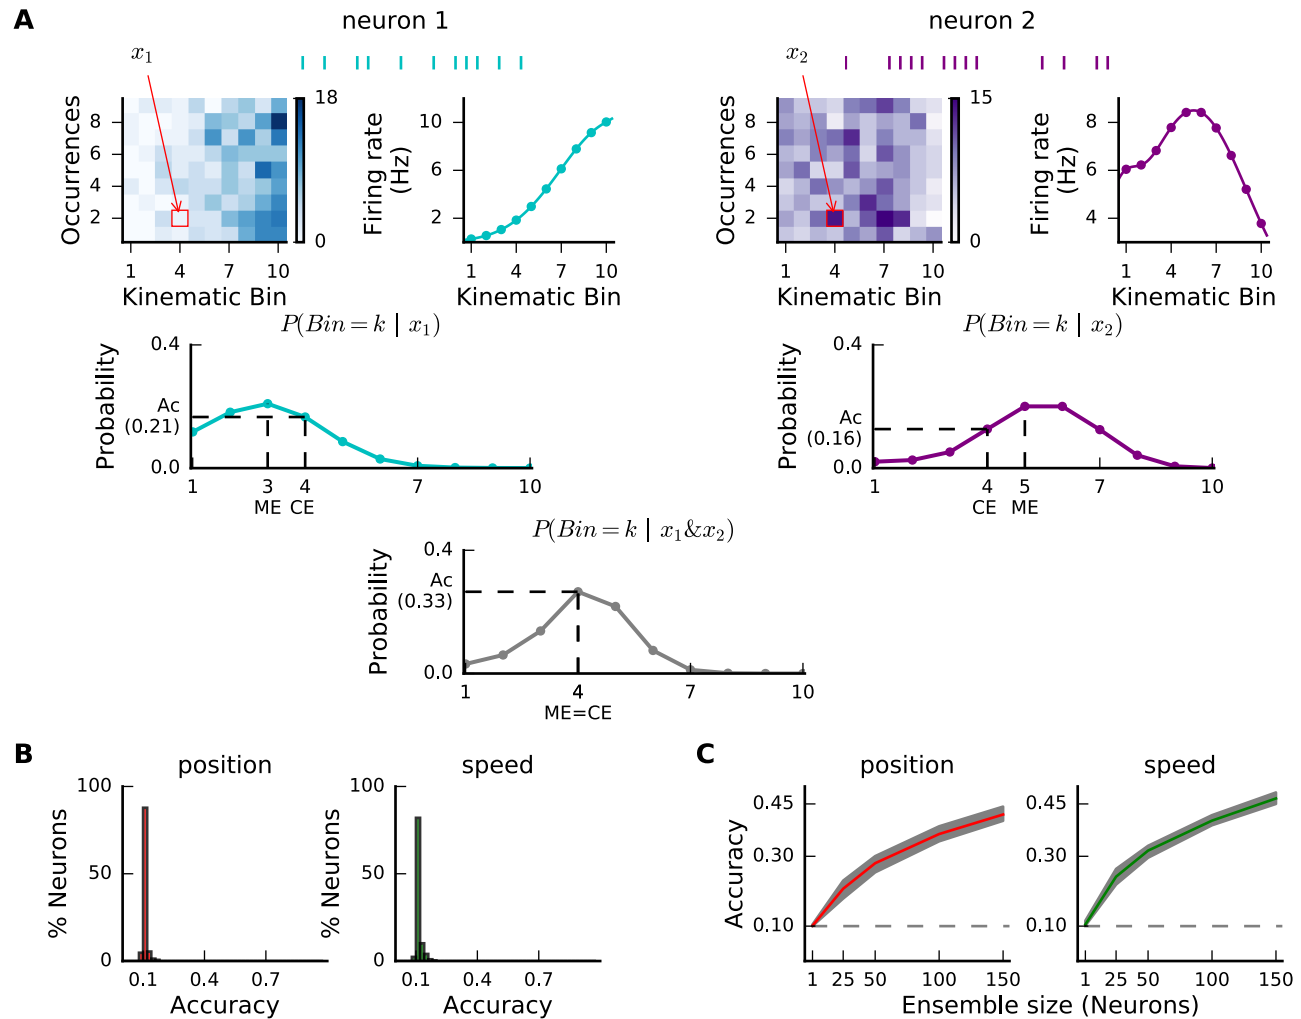 A
neuron 1
neuron 2
x1
x2
Occurrences
8
6
4
2
1 4 7 10
Kinematic Bin
18
0
Firing rate
(Hz)
10
6
2
1 4 7 10
Kinematic Bin
Occurrences
8
6
4
2
1 4 7 10
Kinematic Bin
15
0
Firing rate
(Hz)
8
6
4
1 4 7 10
Kinematic Bin
P(Bin = k | x1)
Probability
0.4
Ac
(0.21)
0.0
1 3 4 7 10
ME CE
P(Bin = k | x2)
Probability
0.4
Ac
(0.16)
0.0
1 4 5 7 10
CE ME
P(Bin = k | x1&x2)
Probability
0.4
Ac
(0.33)
0.0
1 4 7 10
ME=CE
B
position
% Neurons
100
50
0
0.1 0.4 0.7
Accuracy
speed
% Neurons
100
50
0
0.1 0.4 0.7
Accuracy
C
position
speed
Accuracy
0.45
0.30
0.10
1 25 50 100 150
0.45
0.30
0.10
1 25 50 100 150
Ensemble size (Neurons)